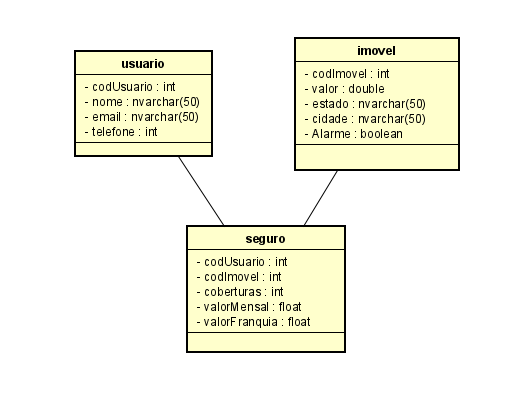 usuario
- codUsuario : int
- nome : nvarchar(50)
- email : nvarchar(50)
- telefone : int
imovel
- codImovel : int
- valor : double
- estado : nvarchar(50)
- cidade : nvarchar(50)
- Alarme : boolean
seguro
- codUsuario : int
- codImovel : int
- coberturas : int
- valorMensal : float
- valorFranquia : float